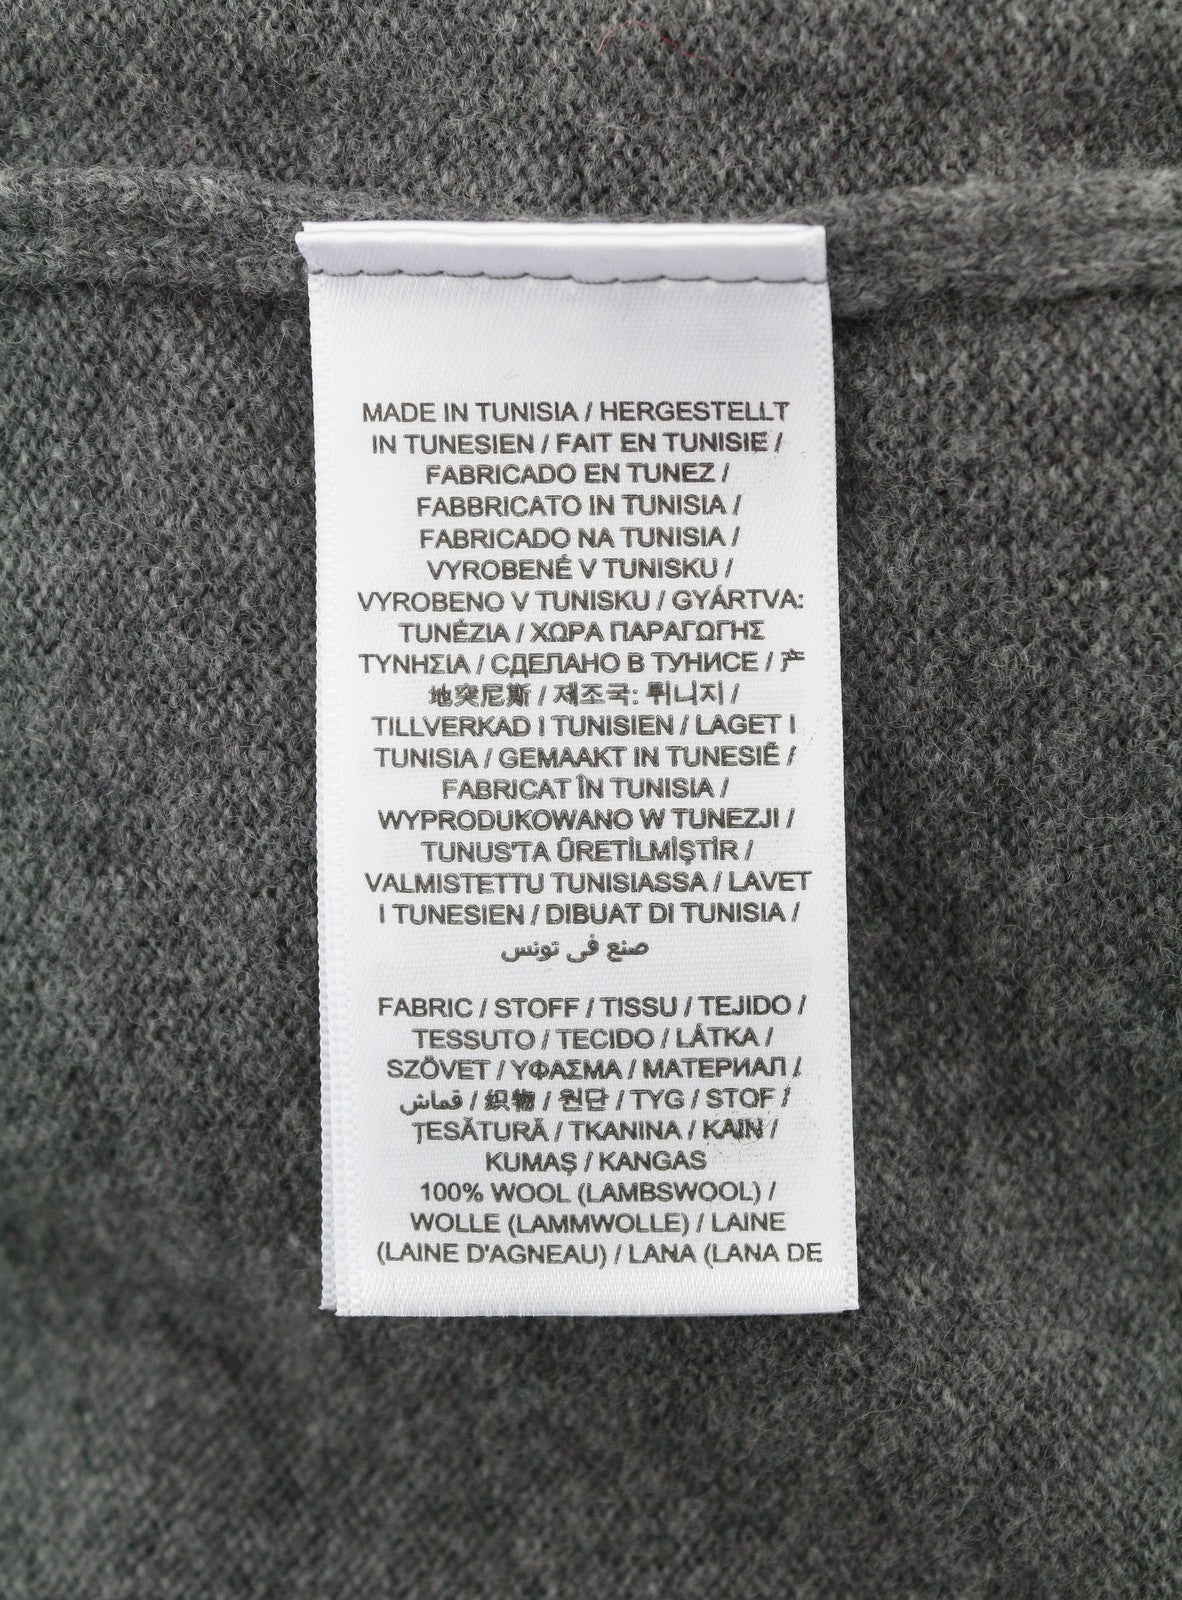 MADE IN TUNISIA / HERGESTELLT
IN TUNESIEN / FAIT EN TUNISIE /
FABRICADO EN TUNEZ /
FABBRICATO IN TUNISIA /
FABRICADO NA TUNISIA /
VYROBENÉ V TUNISKU /
VYROBENO V TUNISKU / GYÁRTVA:
TUNÉZIA / ΧΩΡΑ ΠΑΡΑΓΩΓΗΣ
ΤΥΝΗΣΙΑ / СДЕЛАНО В ТУНИСЕ / 产
地突尼斯 / 제조국: 튀니지 /
TILLVERKAD I TUNISIEN / LAGET I
TUNISIA / GEMAAKT IN TUNESIË /
FABRICAT ÎN TUNISIA /
WYPRODUKOWANO W TUNEZJI /
TUNUS'TA ÜRETİLMİŞTİR /
VALMISTETTU TUNISIASSA / LAVET
I TUNESIEN / DIBUAT DI TUNISIA /
صنع في تونس
FABRIC / STOFF / TISSU / TEJIDO /
TESSUTO / TECIDO / LÁTKA /
SZÖVET / ΥΦΑΣΜΑ / МАТЕРИАЛ /
قماش / 织物 / 원단 / TYG / STOF /
ȚESĂTURĂ / TKANINA / KAIN /
KUMAŞ / KANGAS
100% WOOL (LAMBSWOOL) /
WOLLE (LAMMWOLLE) / LAINE
(LAINE D'AGNEAU) / LANA (LANA DE